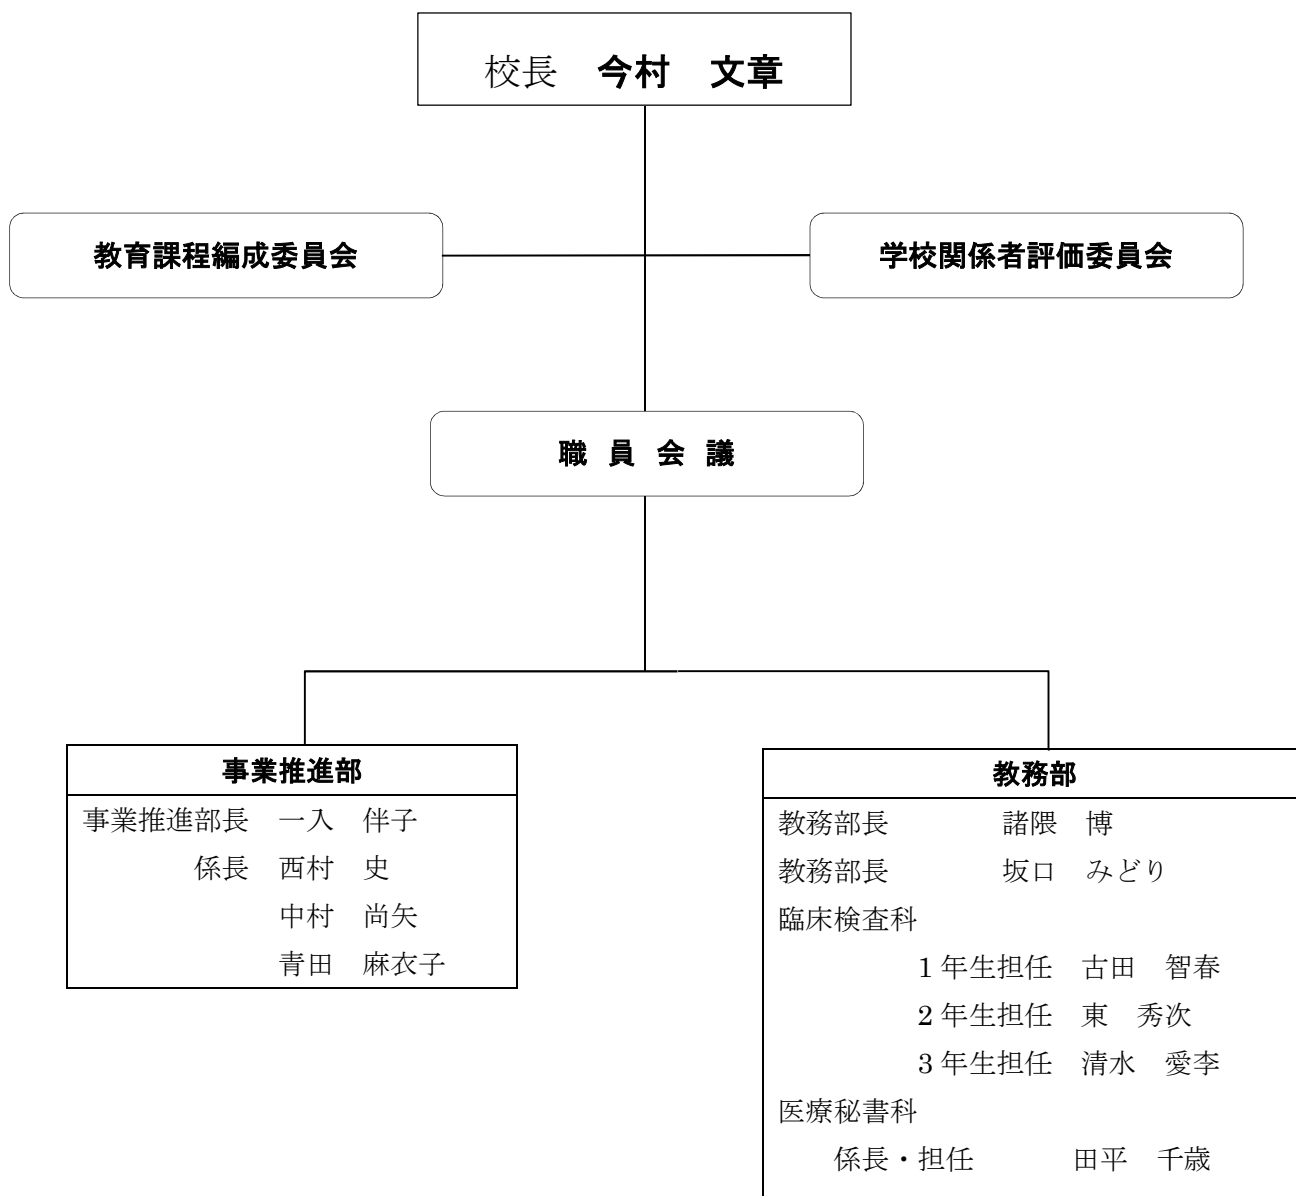 校長　今村　文章
教育課程編成委員会
学校関係者評価委員会
職 員 会 議
事業推進部
事業推進部長　一入　伴子
係長　西村　史
中村　尚矢
青田　麻衣子
教務部
教務部長　諸隈　博
教務部長　坂口　みどり
臨床検査科
1 年生担任　古田　智春
2 年生担任　東　秀次
3 年生担任　清水　愛李
医療秘書科
係長・担任　田平　千歳